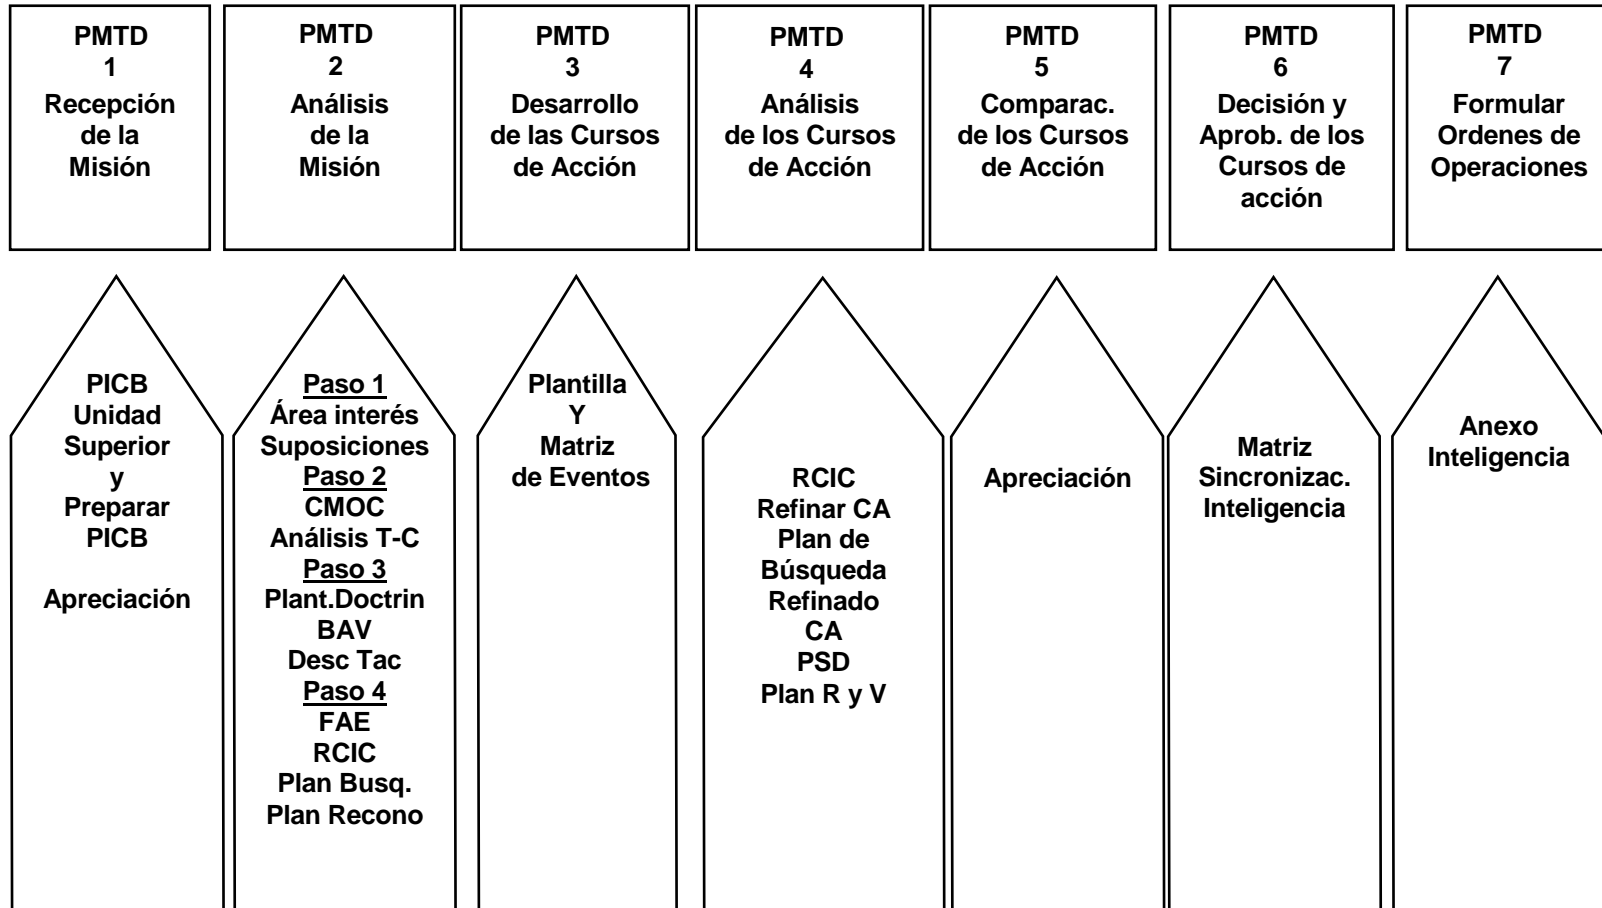 PMTD
1
Recepción
de la
Misión
PMTD
2
Análisis
de la
Misión
PMTD
3
Desarrollo
de las Cursos
de Acción
PMTD
4
Análisis
de los Cursos
de Acción
PMTD
5
Comparac.
de los Cursos
de Acción
PMTD
6
Decisión y
Aprob. de los
Cursos de
acción
PMTD
7
Formular
Ordenes de
Operaciones
PICB
Unidad
Superior
y
Preparar
PICB
Apreciación
Paso 1
Área interés
Suposiciones
Paso 2
CMOC
Análisis T-C
Paso 3
Plant.Doctrin
BAV
Desc Tac
Paso 4
FAE
RCIC
Plan Busq.
Plan Recono
Plantilla
Y
Matriz
de Eventos
RCIC
Refinar CA
Plan de
Búsqueda
Refinado
CA
PSD
Plan R y V
Apreciación
Matriz
Sincronizac.
Inteligencia
Anexo
Inteligencia